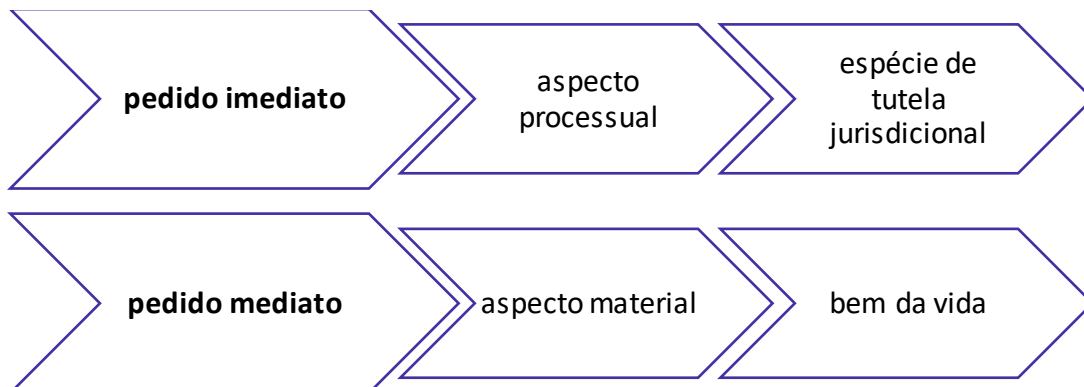 pedido imediato
aspecto
processual
espécie de
tutela
jurisdicional
pedido mediato
aspecto material
bem da vida